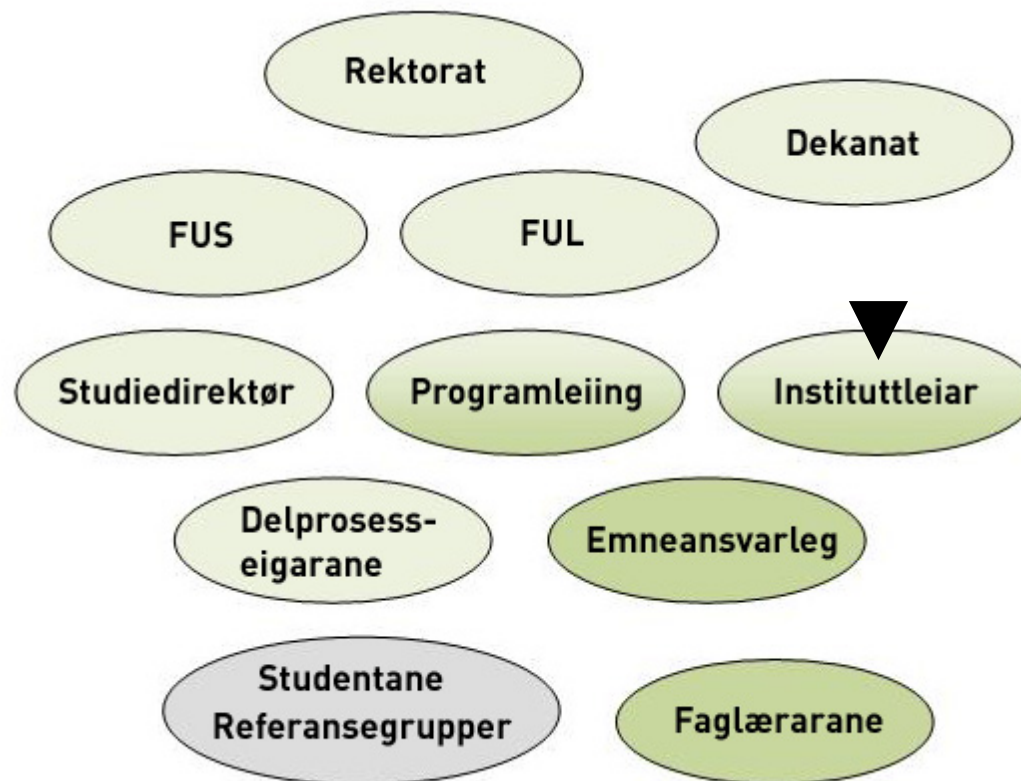 Rektorat
Dekanat
FUS
FUL
Studiedirektør
Programleiing
Instituttleiar
Delprosess-
eigarane
Emneansvarleg
Studentane
Referansegrupper
Faglærarane